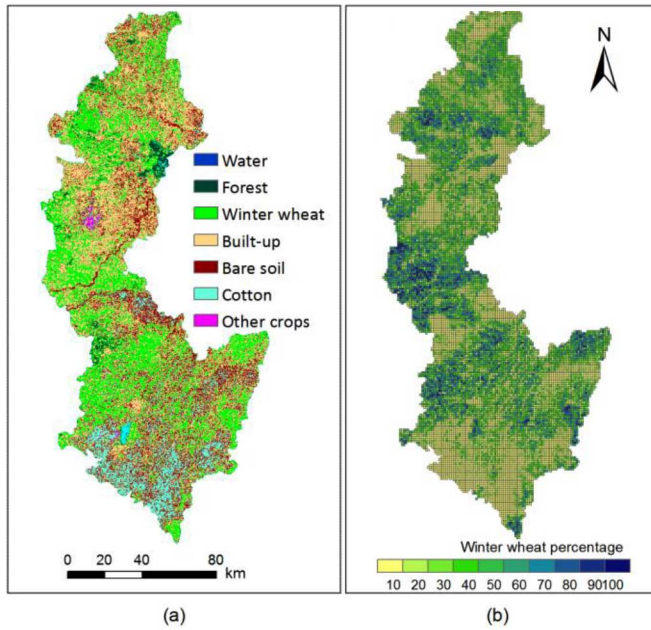 N
Water
Forest
Winter wheat
Built-up
Bare soil
Cotton
Other crops
0 20 40 80
km
Winter wheat percentage
10 20 30 40 50 60 70 80 90100
(a) (b)